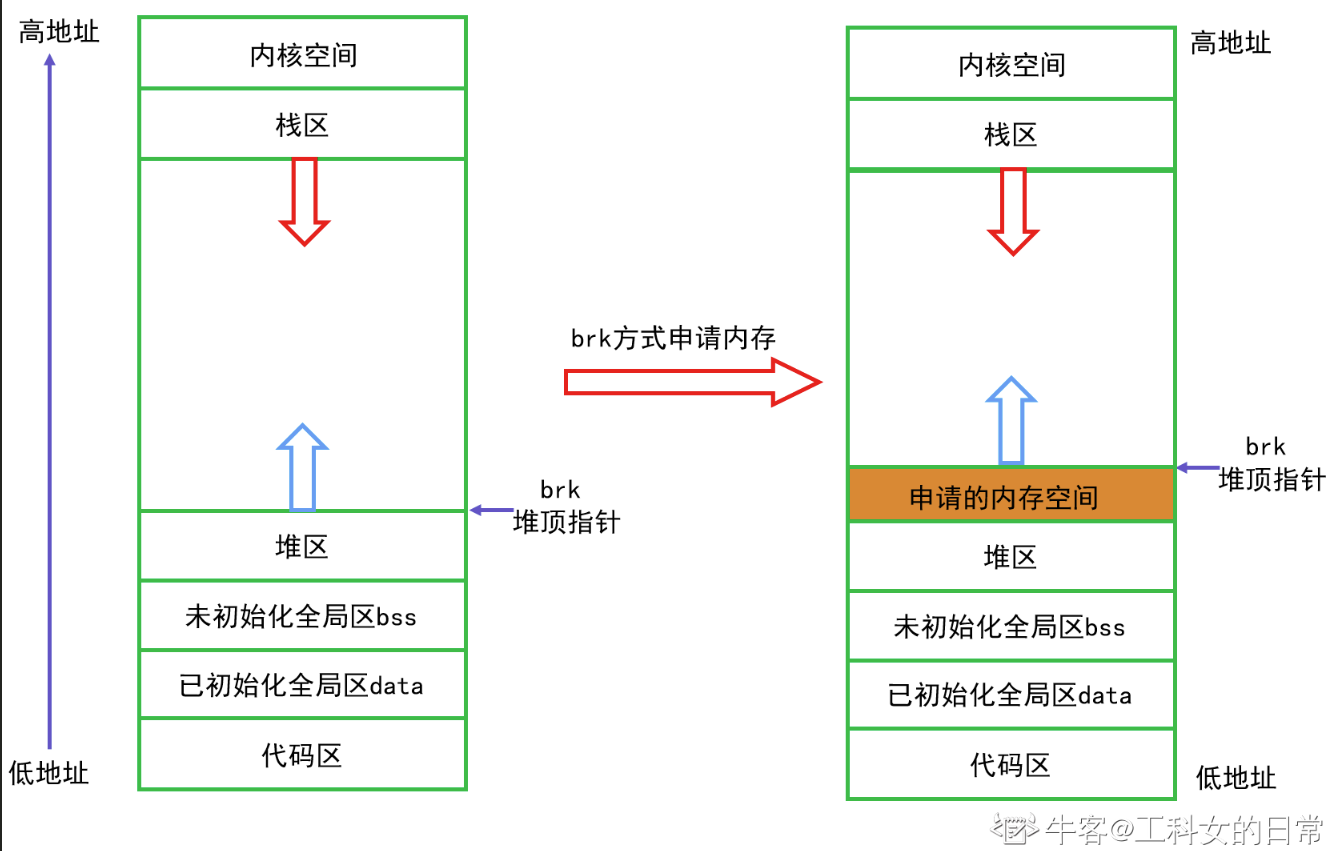 高地址
内核空间
栈区
brk
堆顶指针
堆区
未初始化全局区bss
已初始化全局区data
代码区
低地址
brk方式申请内存
高地址
内核空间
栈区
brk
堆顶指针
申请的内存空间
堆区
未初始化全局区bss
已初始化全局区data
代码区
低地址
牛客@工科女的日常